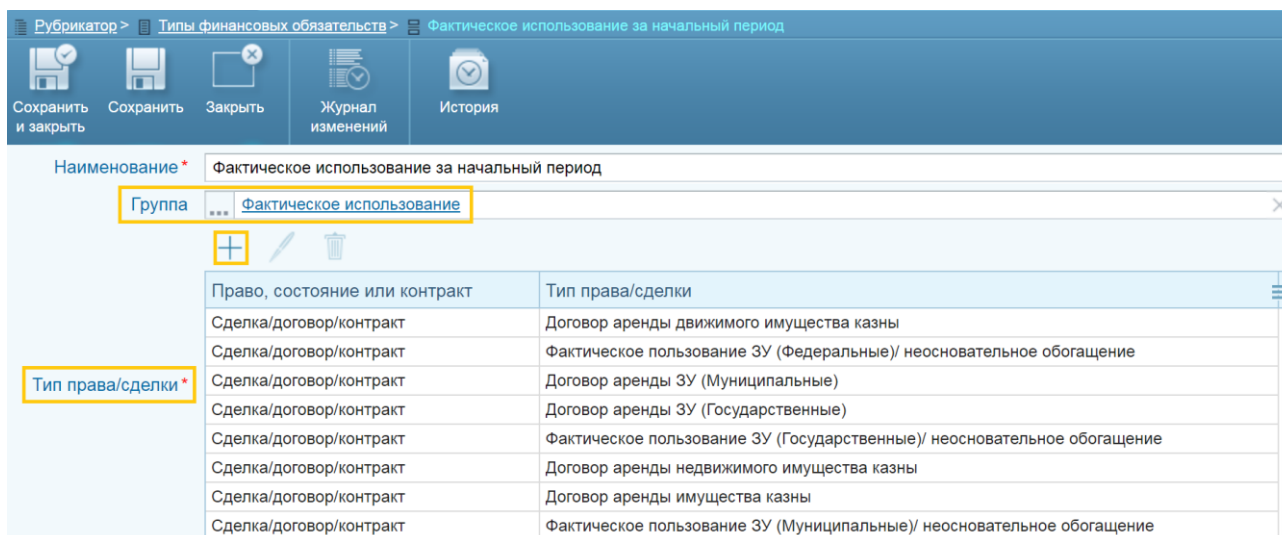 Рубрикатор > Типы финансовых обязательств > Фактическое использование за начальный период
Сохранить и закрыть
Сохранить
Закрыть
Журнал изменений
История
Наименование * Фактическое использование за начальный период
Группа ... Фактическое использование
Право, состояние или контракт Тип права/сделки
Тип права/сделки *
Сделка/договор/контракт Договор аренды движимого имущества казны
Сделка/договор/контракт Фактическое пользование ЗУ (Федеральные)/ неосновательное обогащение
Сделка/договор/контракт Договор аренды ЗУ (Муниципальные)
Сделка/договор/контракт Договор аренды ЗУ (Государственные)
Сделка/договор/контракт Фактическое пользование ЗУ (Государственные)/ неосновательное обогащение
Сделка/договор/контракт Договор аренды недвижимого имущества казны
Сделка/договор/контракт Договор аренды имущества казны
Сделка/договор/контракт Фактическое пользование ЗУ (Муниципальные)/ неосновательное обогащение